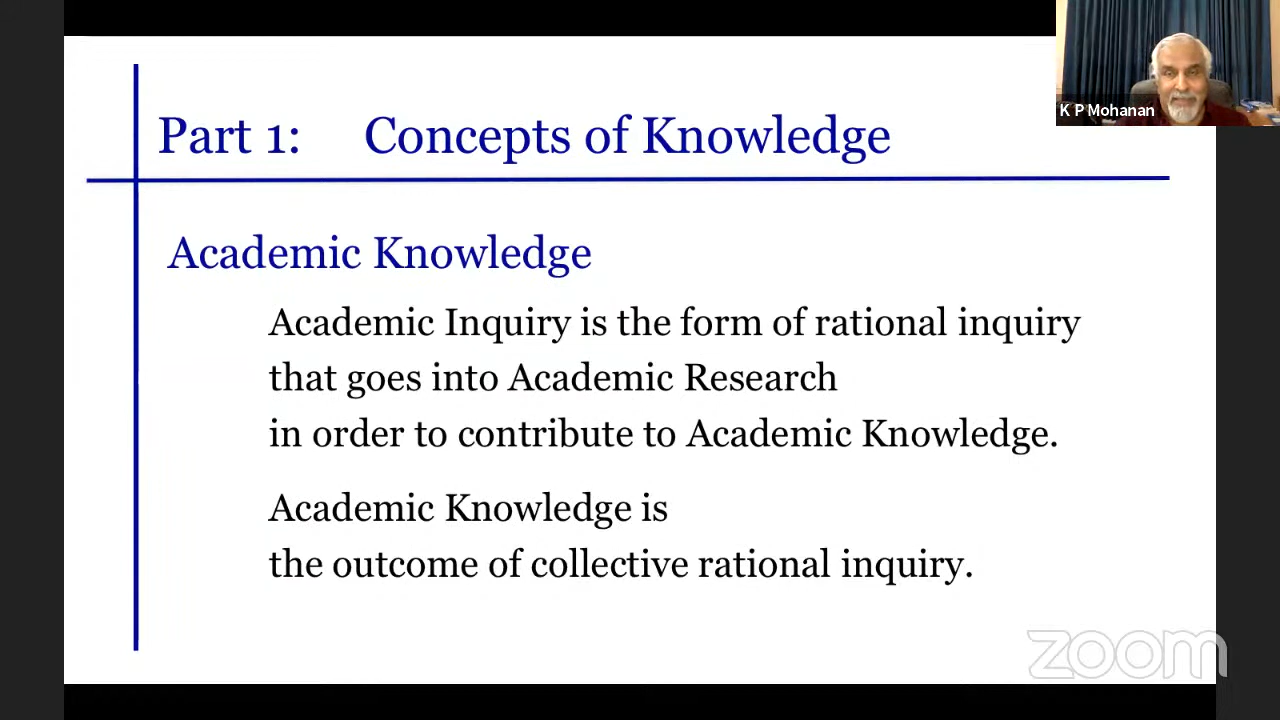 K P Mohanan
Part 1: Concepts of Knowledge
Academic Knowledge
Academic Inquiry is the form of rational inquiry
that goes into Academic Research
in order to contribute to Academic Knowledge.
Academic Knowledge is
the outcome of collective rational inquiry.
zoom